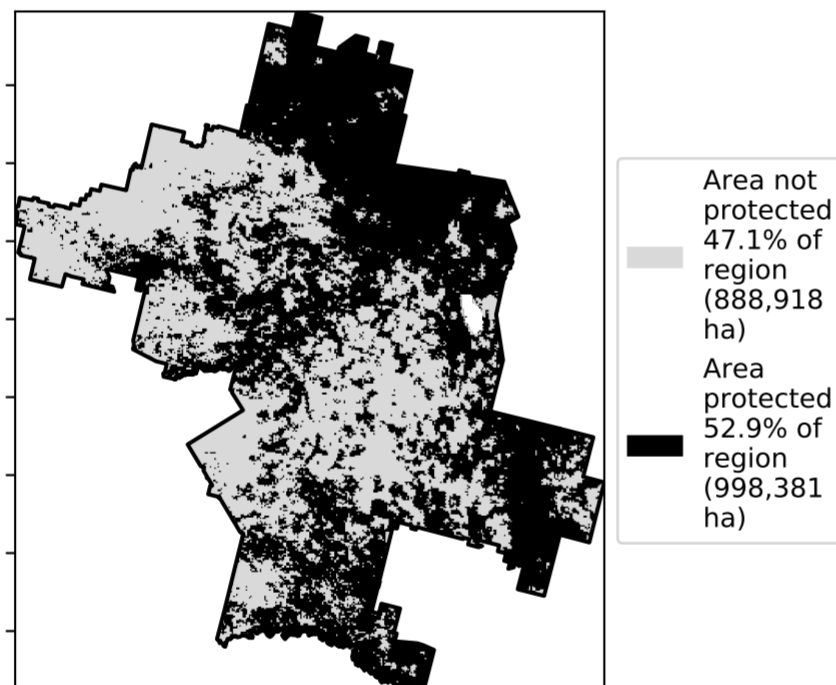 Area not
protected
47.1% of
region
(888,918
ha)
Area
protected
52.9% of
region
(998,381
ha)